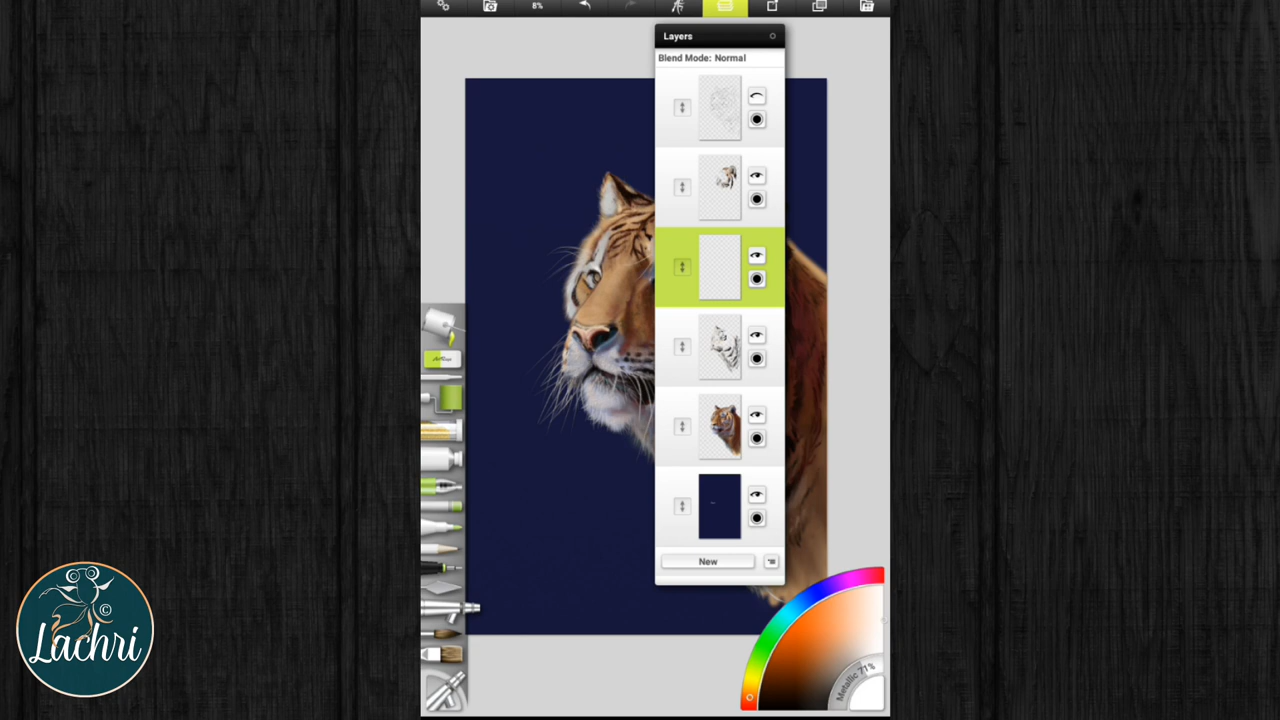 8%
Layers
Blend Mode: Normal
New
Metallic 71%
©
Lachri